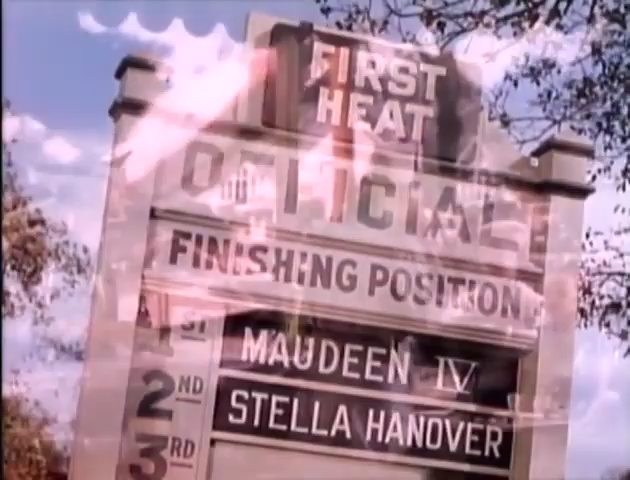 FIRST
HEAT
OFFICIAL
FINISHING POSITION
1ST MAUDEEN IV
2ND STELLA HANOVER
3RD